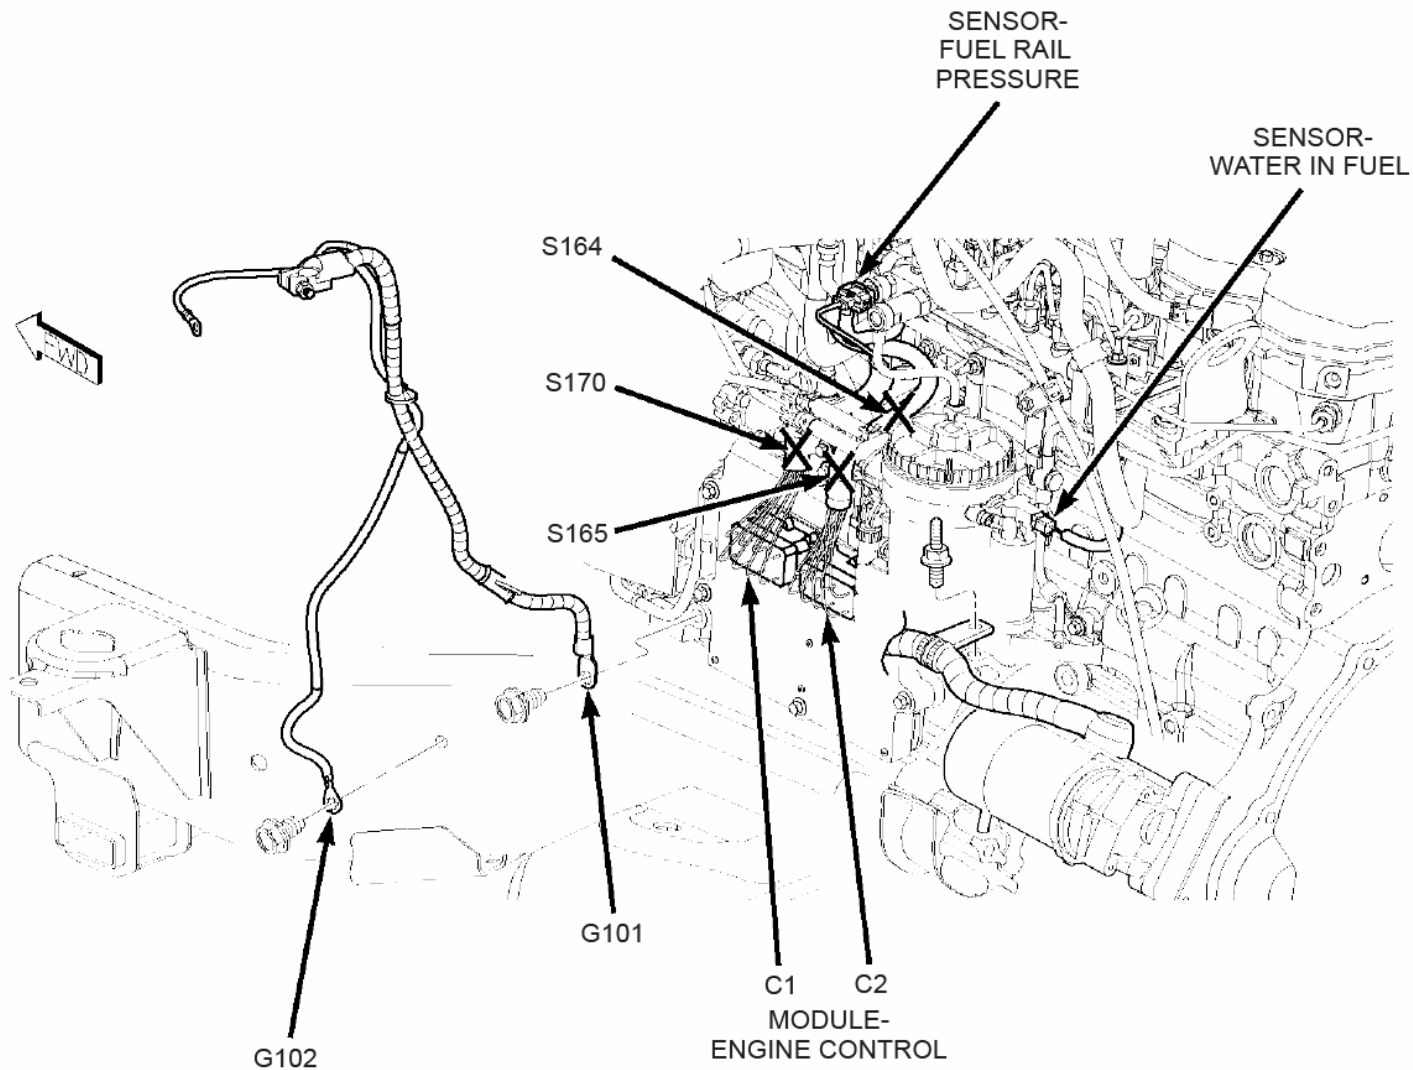 SENSOR-
FUEL RAIL
PRESSURE
SENSOR-
WATER IN FUEL
S164
FWD
S170
S165
G101
C1
C2
MODULE-
ENGINE CONTROL
G102